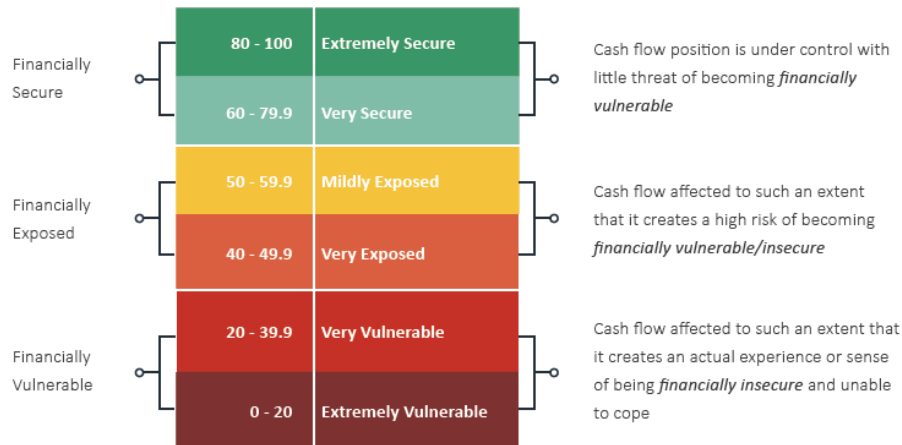 Financially
Secure
80 - 100 Extremely Secure
60 - 79.9 Very Secure
Cash flow position is under control with
little threat of becoming financially
vulnerable
Financially
Exposed
50 - 59.9 Mildly Exposed
40 - 49.9 Very Exposed
Cash flow affected to such an extent
that it creates a high risk of becoming
financially vulnerable/insecure
Financially
Vulnerable
20 - 39.9 Very Vulnerable
0 - 20 Extremely Vulnerable
Cash flow affected to such an extent that
it creates an actual experience or sense
of being financially insecure and unable
to cope